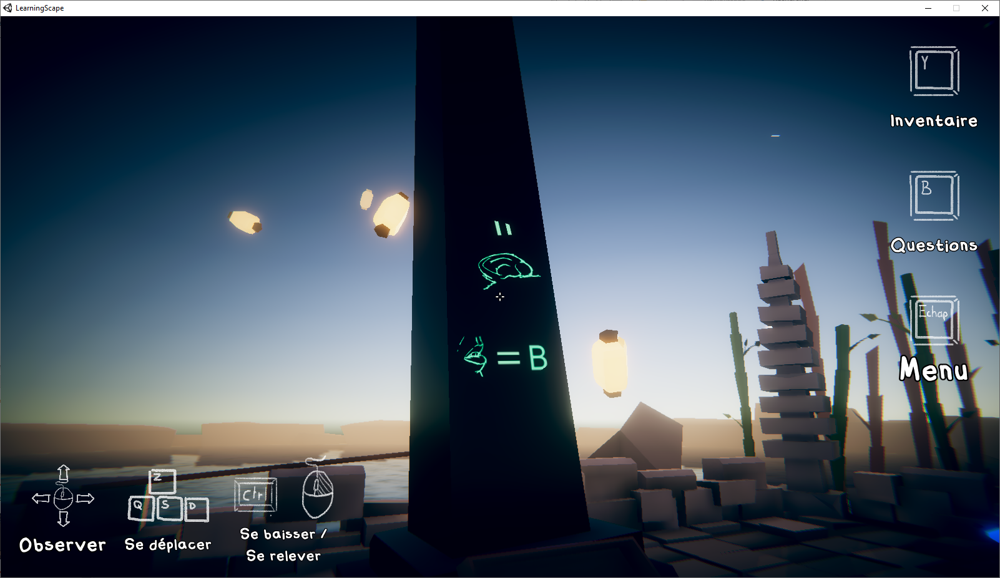 LearningScape
Y
Inventaire
B
Questions
Echap
Menu
=
= B
Z
Q S D
Ctrl
Observer
Se déplacer
Se baisser /
Se relever